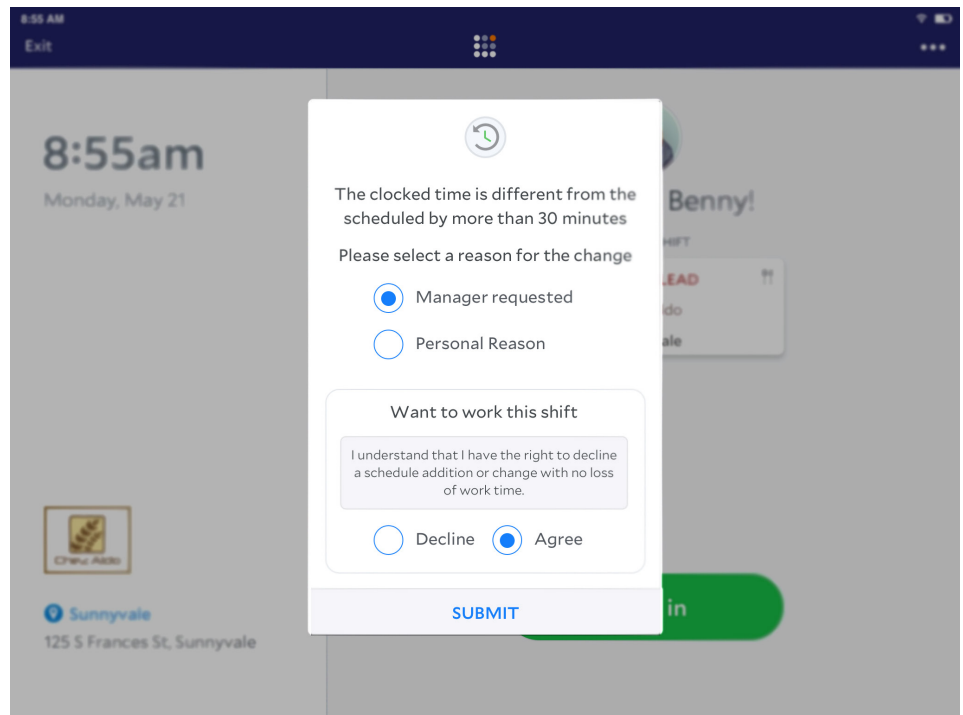 8:55 AM
Exit
8:55am
Monday, May 21
Benny!
The clocked time is different from the
scheduled by more than 30 minutes
Please select a reason for the change
Manager requested
Personal Reason
Want to work this shift
I understand that I have the right to decline
a schedule addition or change with no loss
of work time.
Decline
Agree
SUBMIT
in
Sunnyvale
125 S Frances St, Sunnyvale